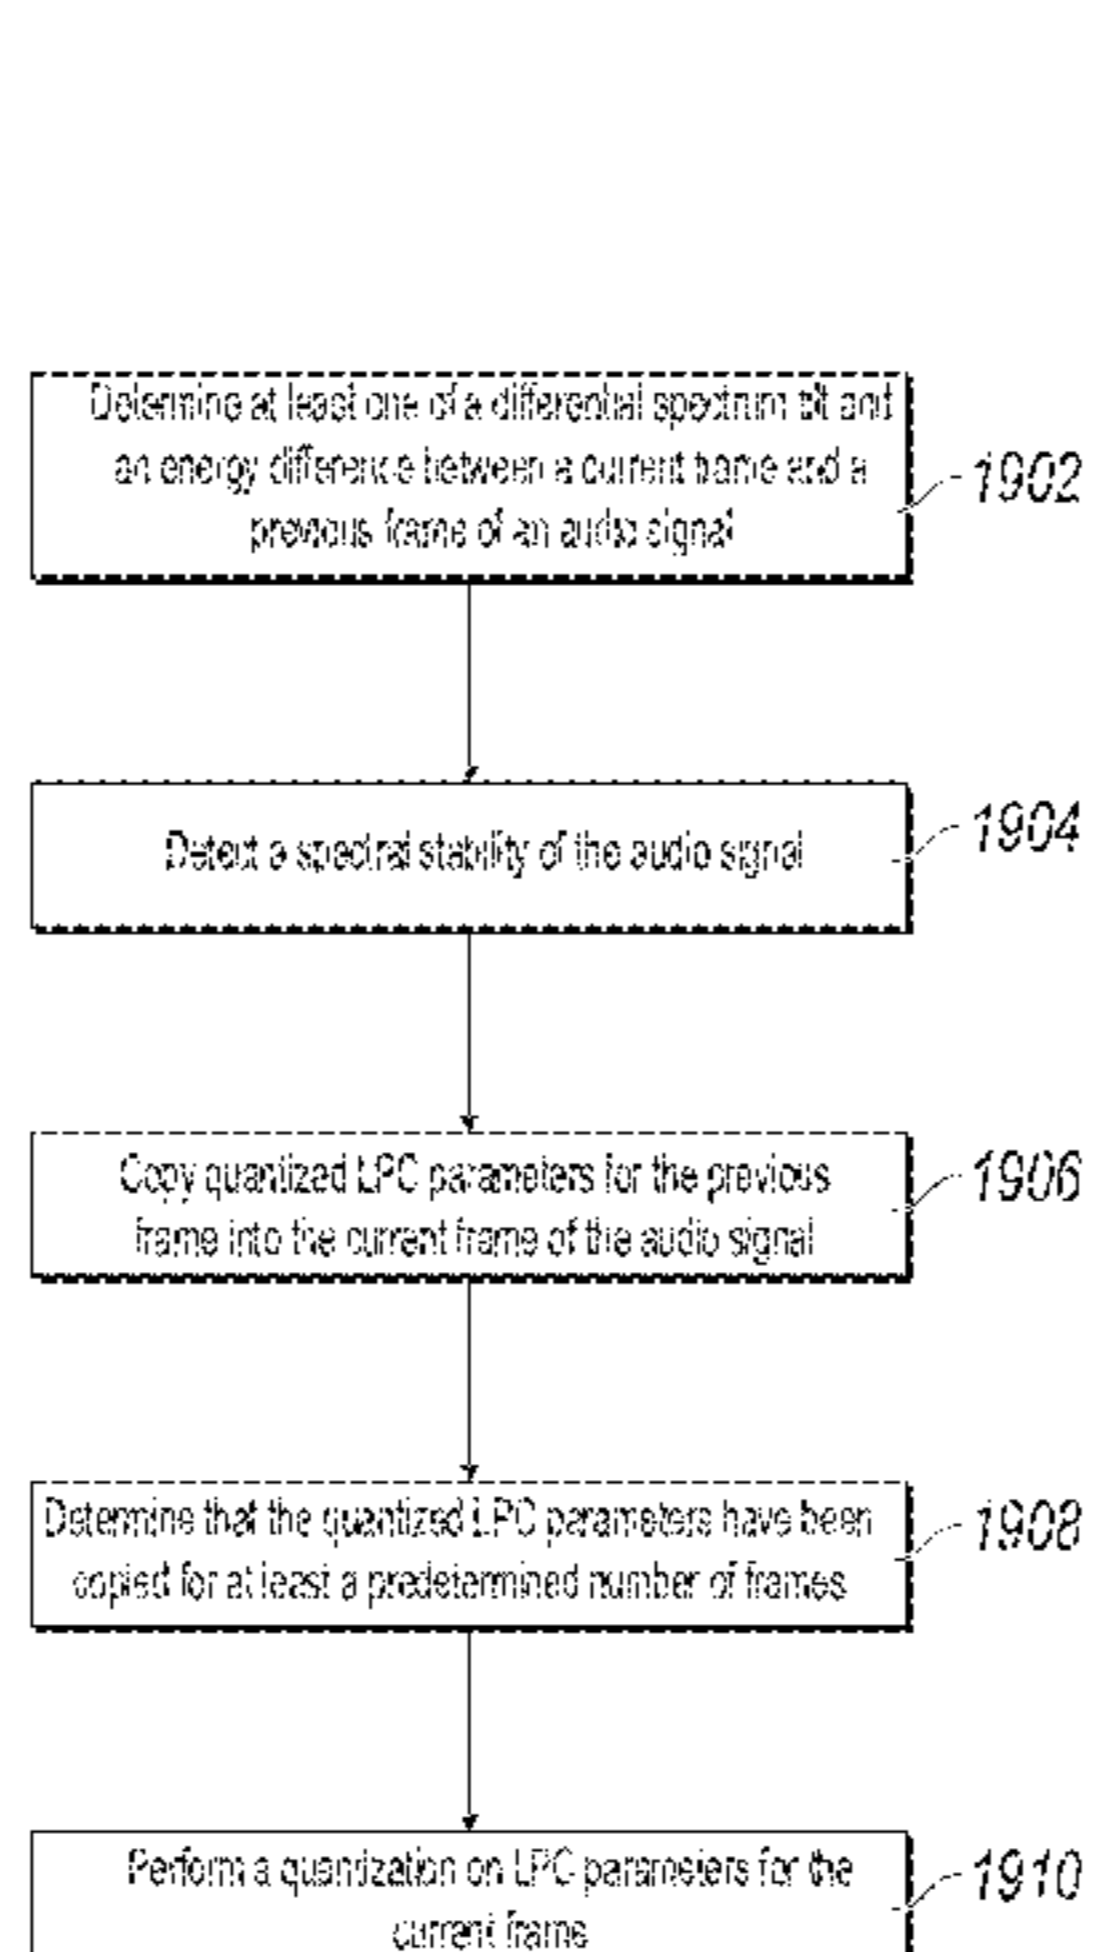 Determine at least one of a differential spectrum tilt and
an energy difference between a current frame and a
previous frame of an audio signal
1902
Detect a spectral stability of the audio signal
1904
Copy quantized LPC parameters for the previous
frame into the current frame of the audio signal
1906
Determine that the quantized LPC parameters have been
copied for at least a predetermined number of frames
1908
Perform a quantization on LPC parameters for the
current frame
1910